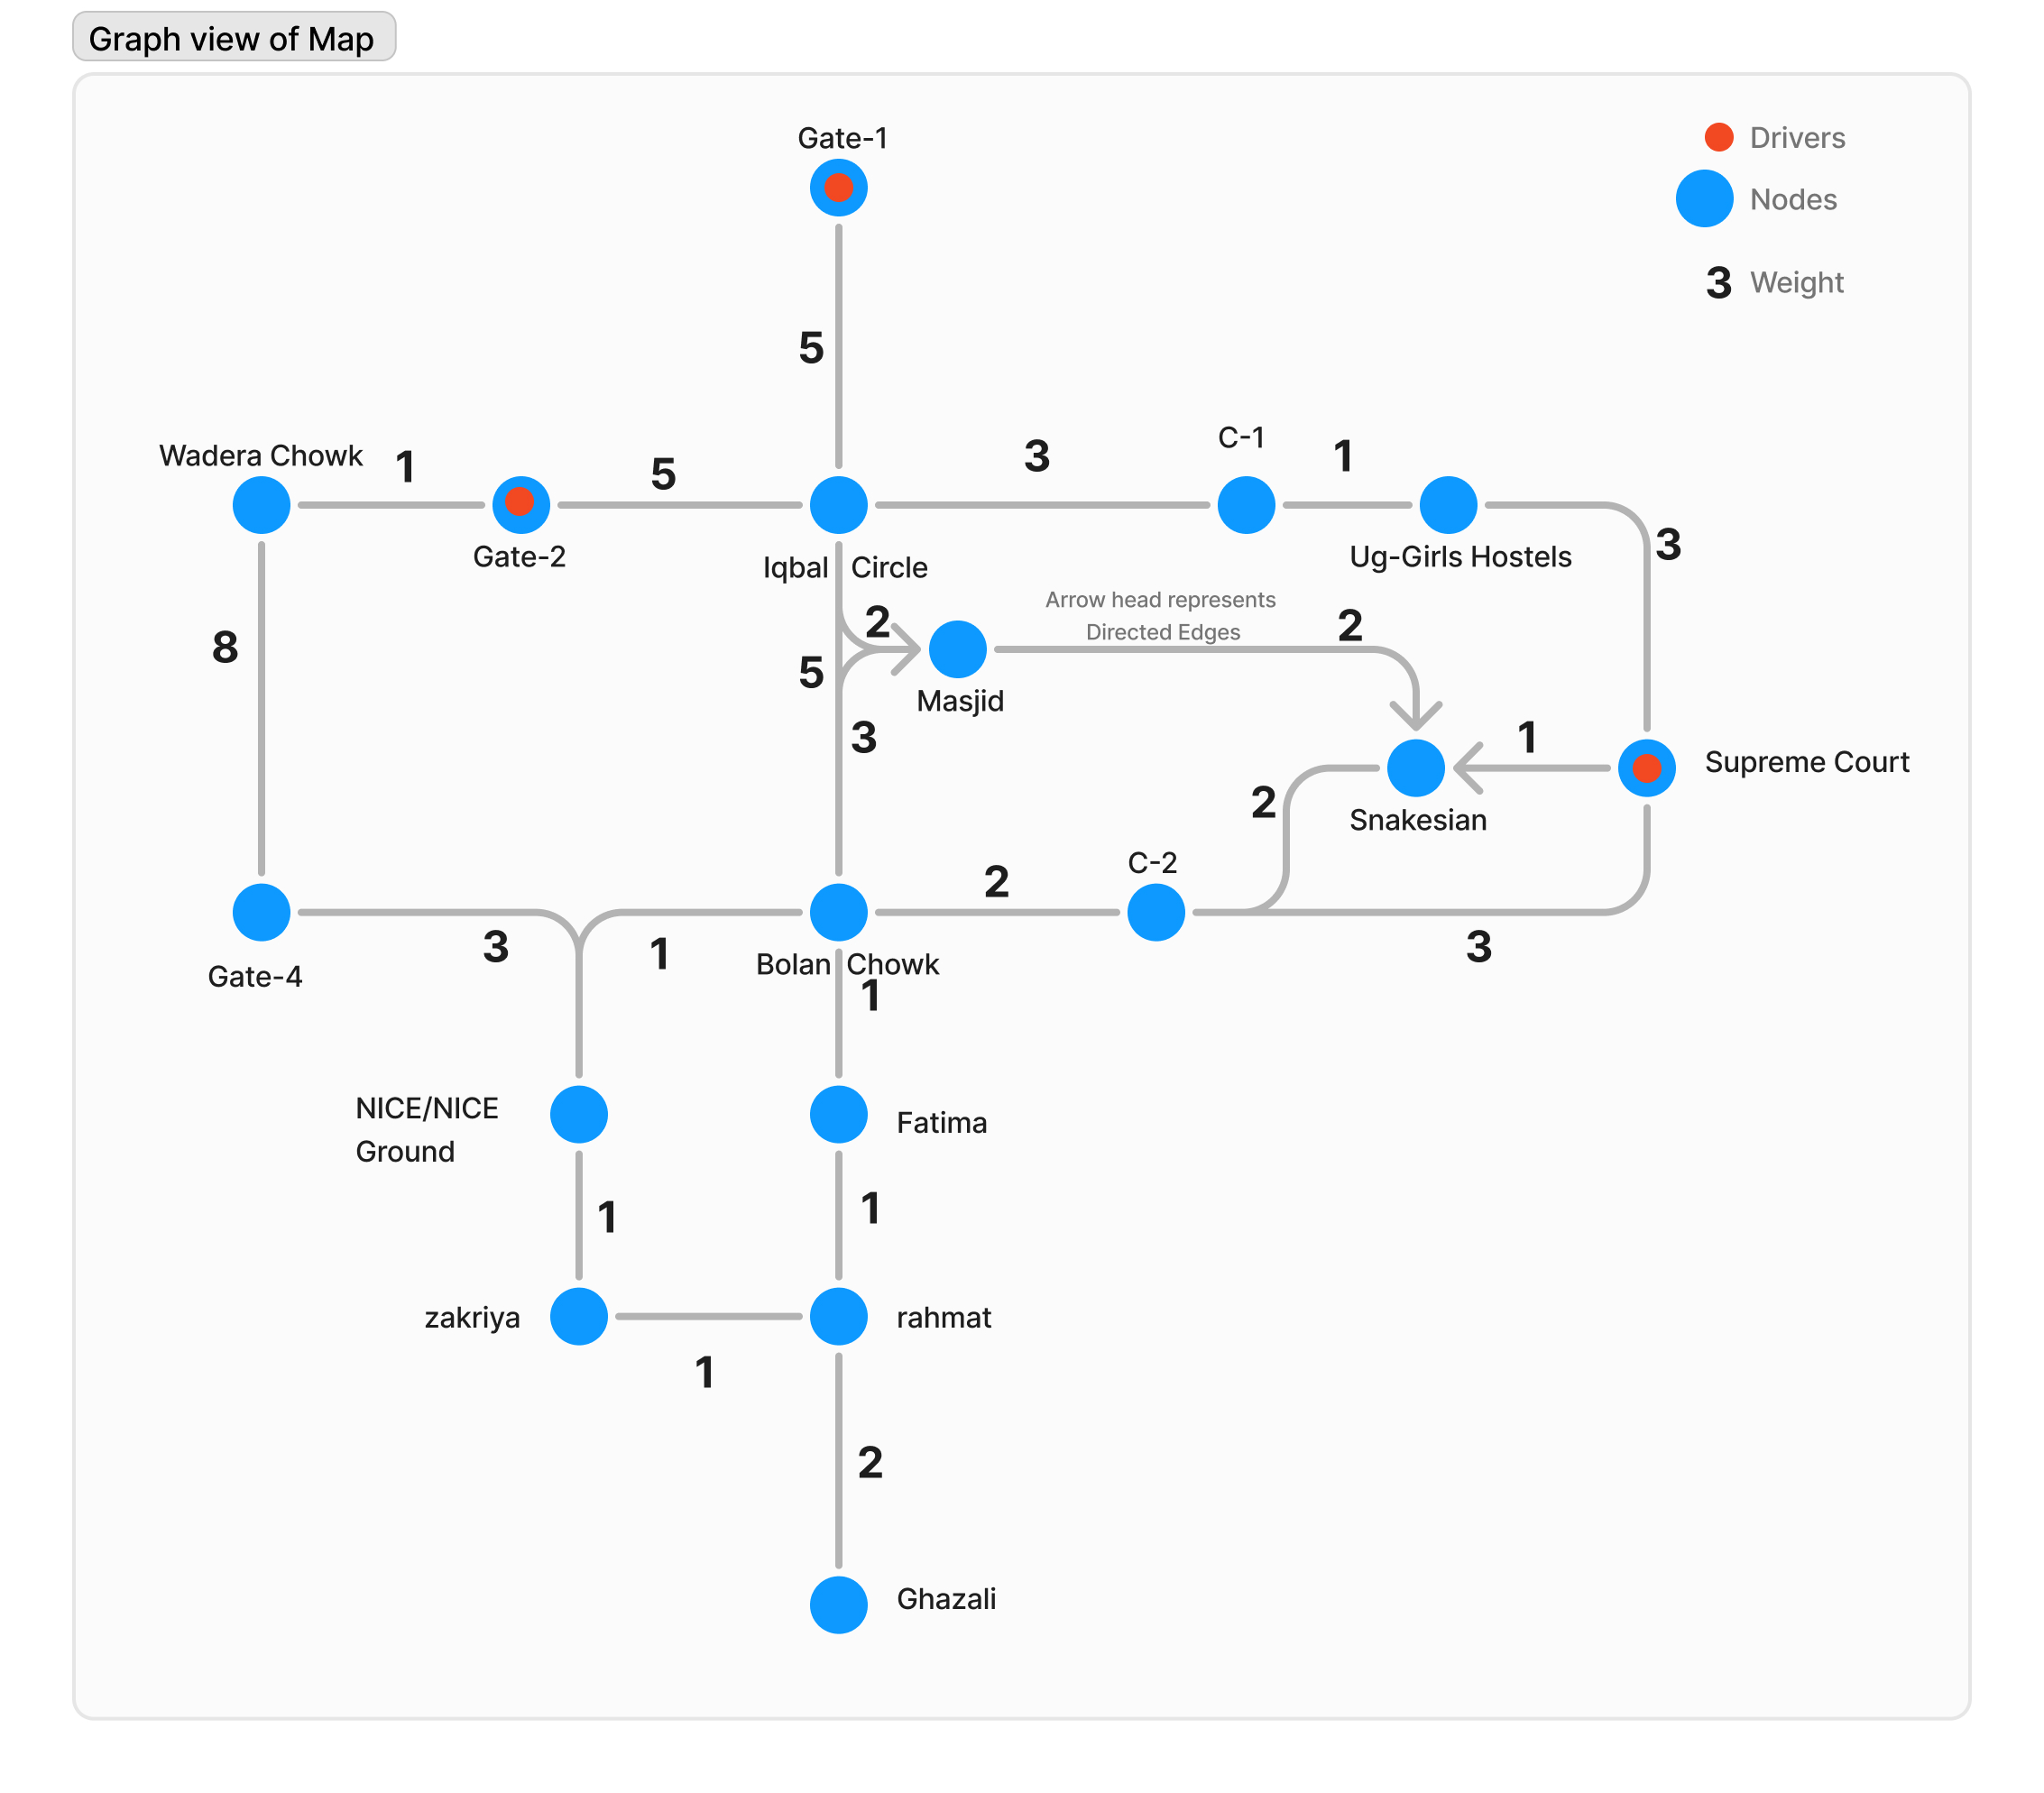 Graph view of Map
Gate-1
Drivers
Nodes
3 Weight
5
Wadera Chowk
1
5
3
C-1
1
3
Gate-2
Iqbal Circle
Ug-Girls Hostels
8
2
Arrow head represents
Directed Edges
2
5
Masjid
3
1
Supreme Court
2
Snakesian
C-2
2
Gate-4
3
1
Bolan Chowk
3
1
NICE/NICE
Ground
Fatima
1
1
zakriya
rahmat
1
2
Ghazali